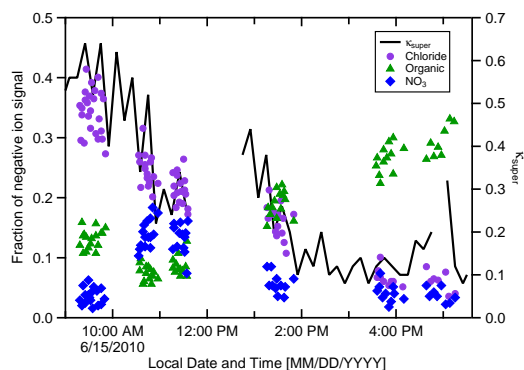 0.5
0.4
0.3
0.2
0.1
0.0
Fraction of negative ion signal
0.7
0.6
0.5
0.4
0.3
0.2
0.1
0.0
κsuper
κsuper
Chloride
Organic
NO3
10:00 AM
6/15/2010
12:00 PM
2:00 PM
4:00 PM
Local Date and Time [MM/DD/YYYY]